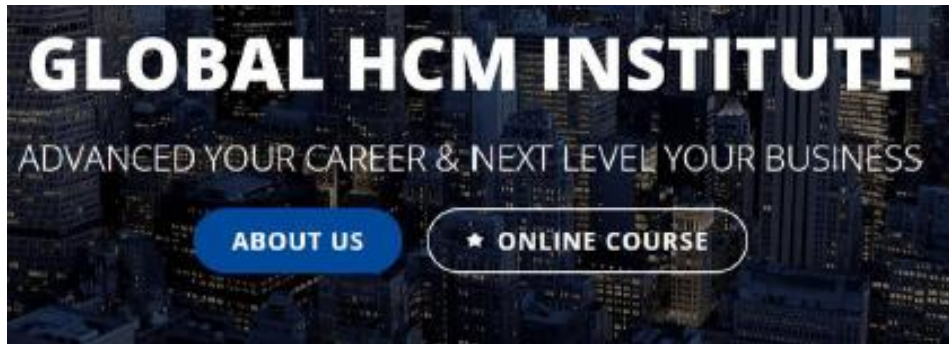 GLOBAL HCM INSTITUTE
ADVANCED YOUR CAREER & NEXT LEVEL YOUR BUSINESS
ABOUT US
ONLINE COURSE